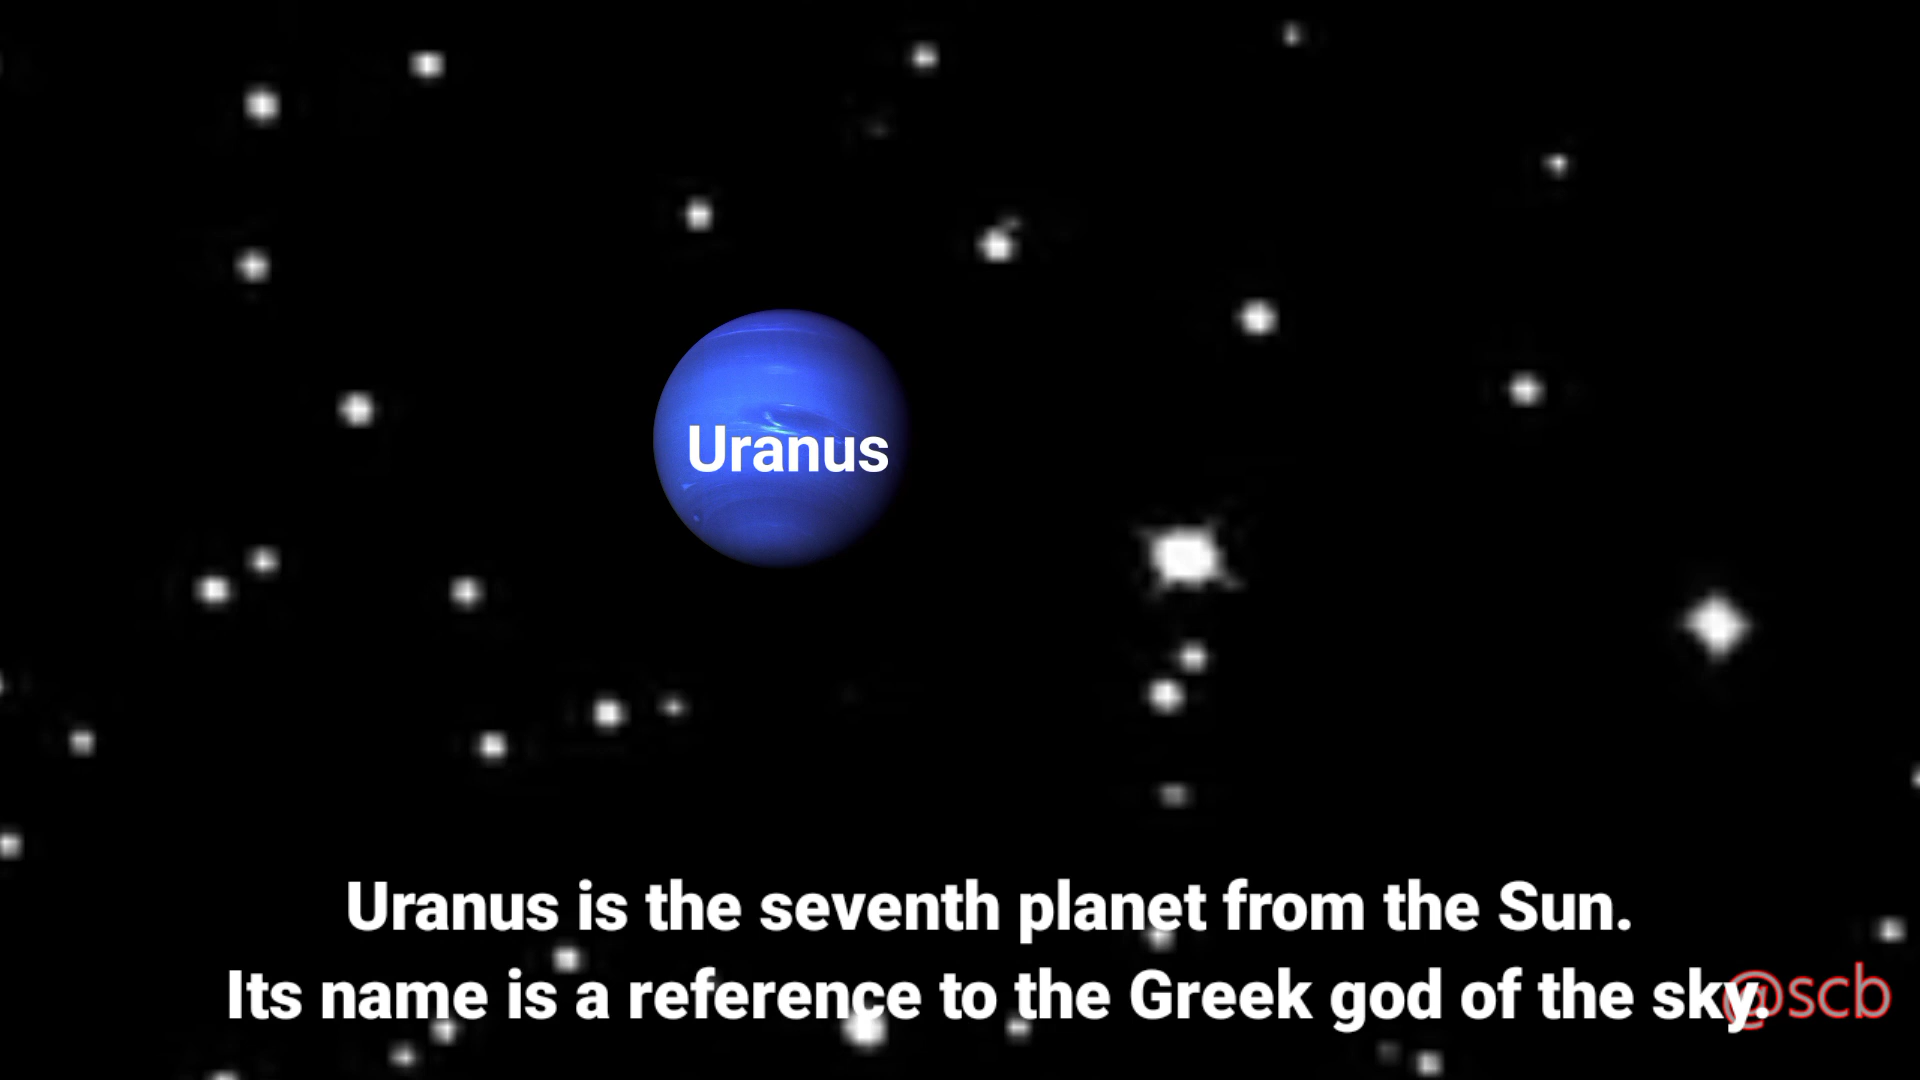 Uranus
Uranus is the seventh planet from the Sun.
Its name is a reference to the Greek god of the sky.
@scb